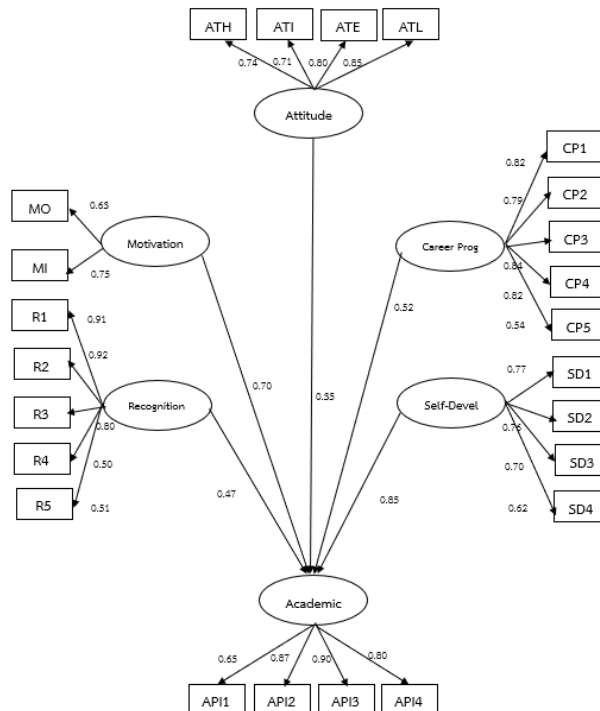 ATH ATI ATE ATL
0.74 0.71 0.80 0.85
Attitude
MO
MI
0.63
0.75
Motivation
R1
R2
R3
R4
R5
0.91
0.92
0.80
0.50
0.51
Recognition
CP1
CP2
CP3
CP4
CP5
0.82
0.79
0.84
0.82
0.54
Career Prog
SD1
SD2
SD3
SD4
0.77
0.76
0.70
0.62
Self-Devel
0.70
0.47
0.35
0.52
0.85
Academic
0.65 0.87 0.90 0.80
API1 API2 API3 API4